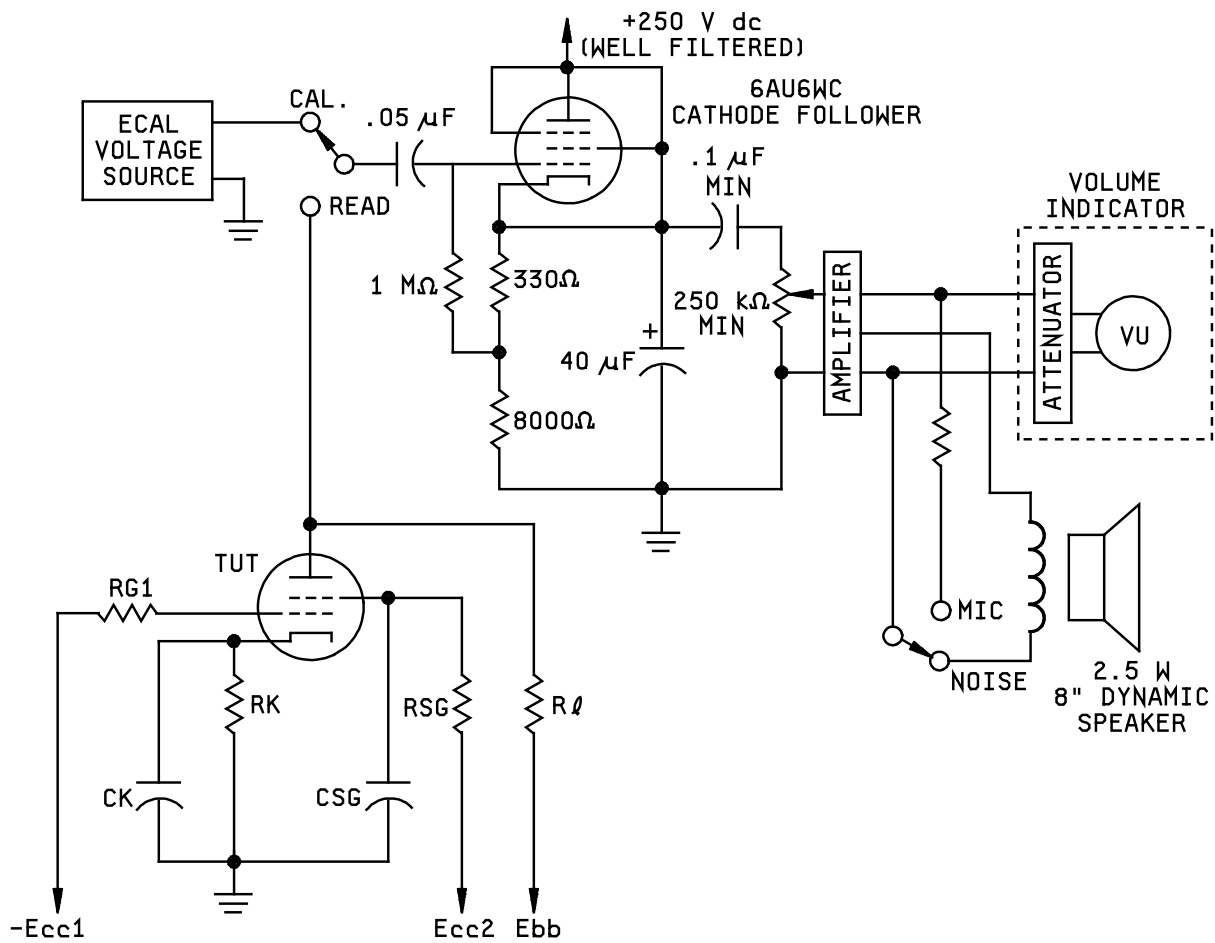 +250 V dc
(WELL FILTERED)
6AU6WC
CATHODE FOLLOWER
ECAL
VOLTAGE
SOURCE
CAL.
.05 µF
READ
1 MΩ
330Ω
8000Ω
.1 µF
MIN
250 kΩ
MIN
+
40 µF
AMPLIFIER
VOLUME
INDICATOR
ATTENUATOR
VU
MIC
NOISE
2.5 W
8" DYNAMIC
SPEAKER
TUT
RG1
RK
CK
CSG
RSG
Rℓ
-Ecc1
Ecc2
Ebb